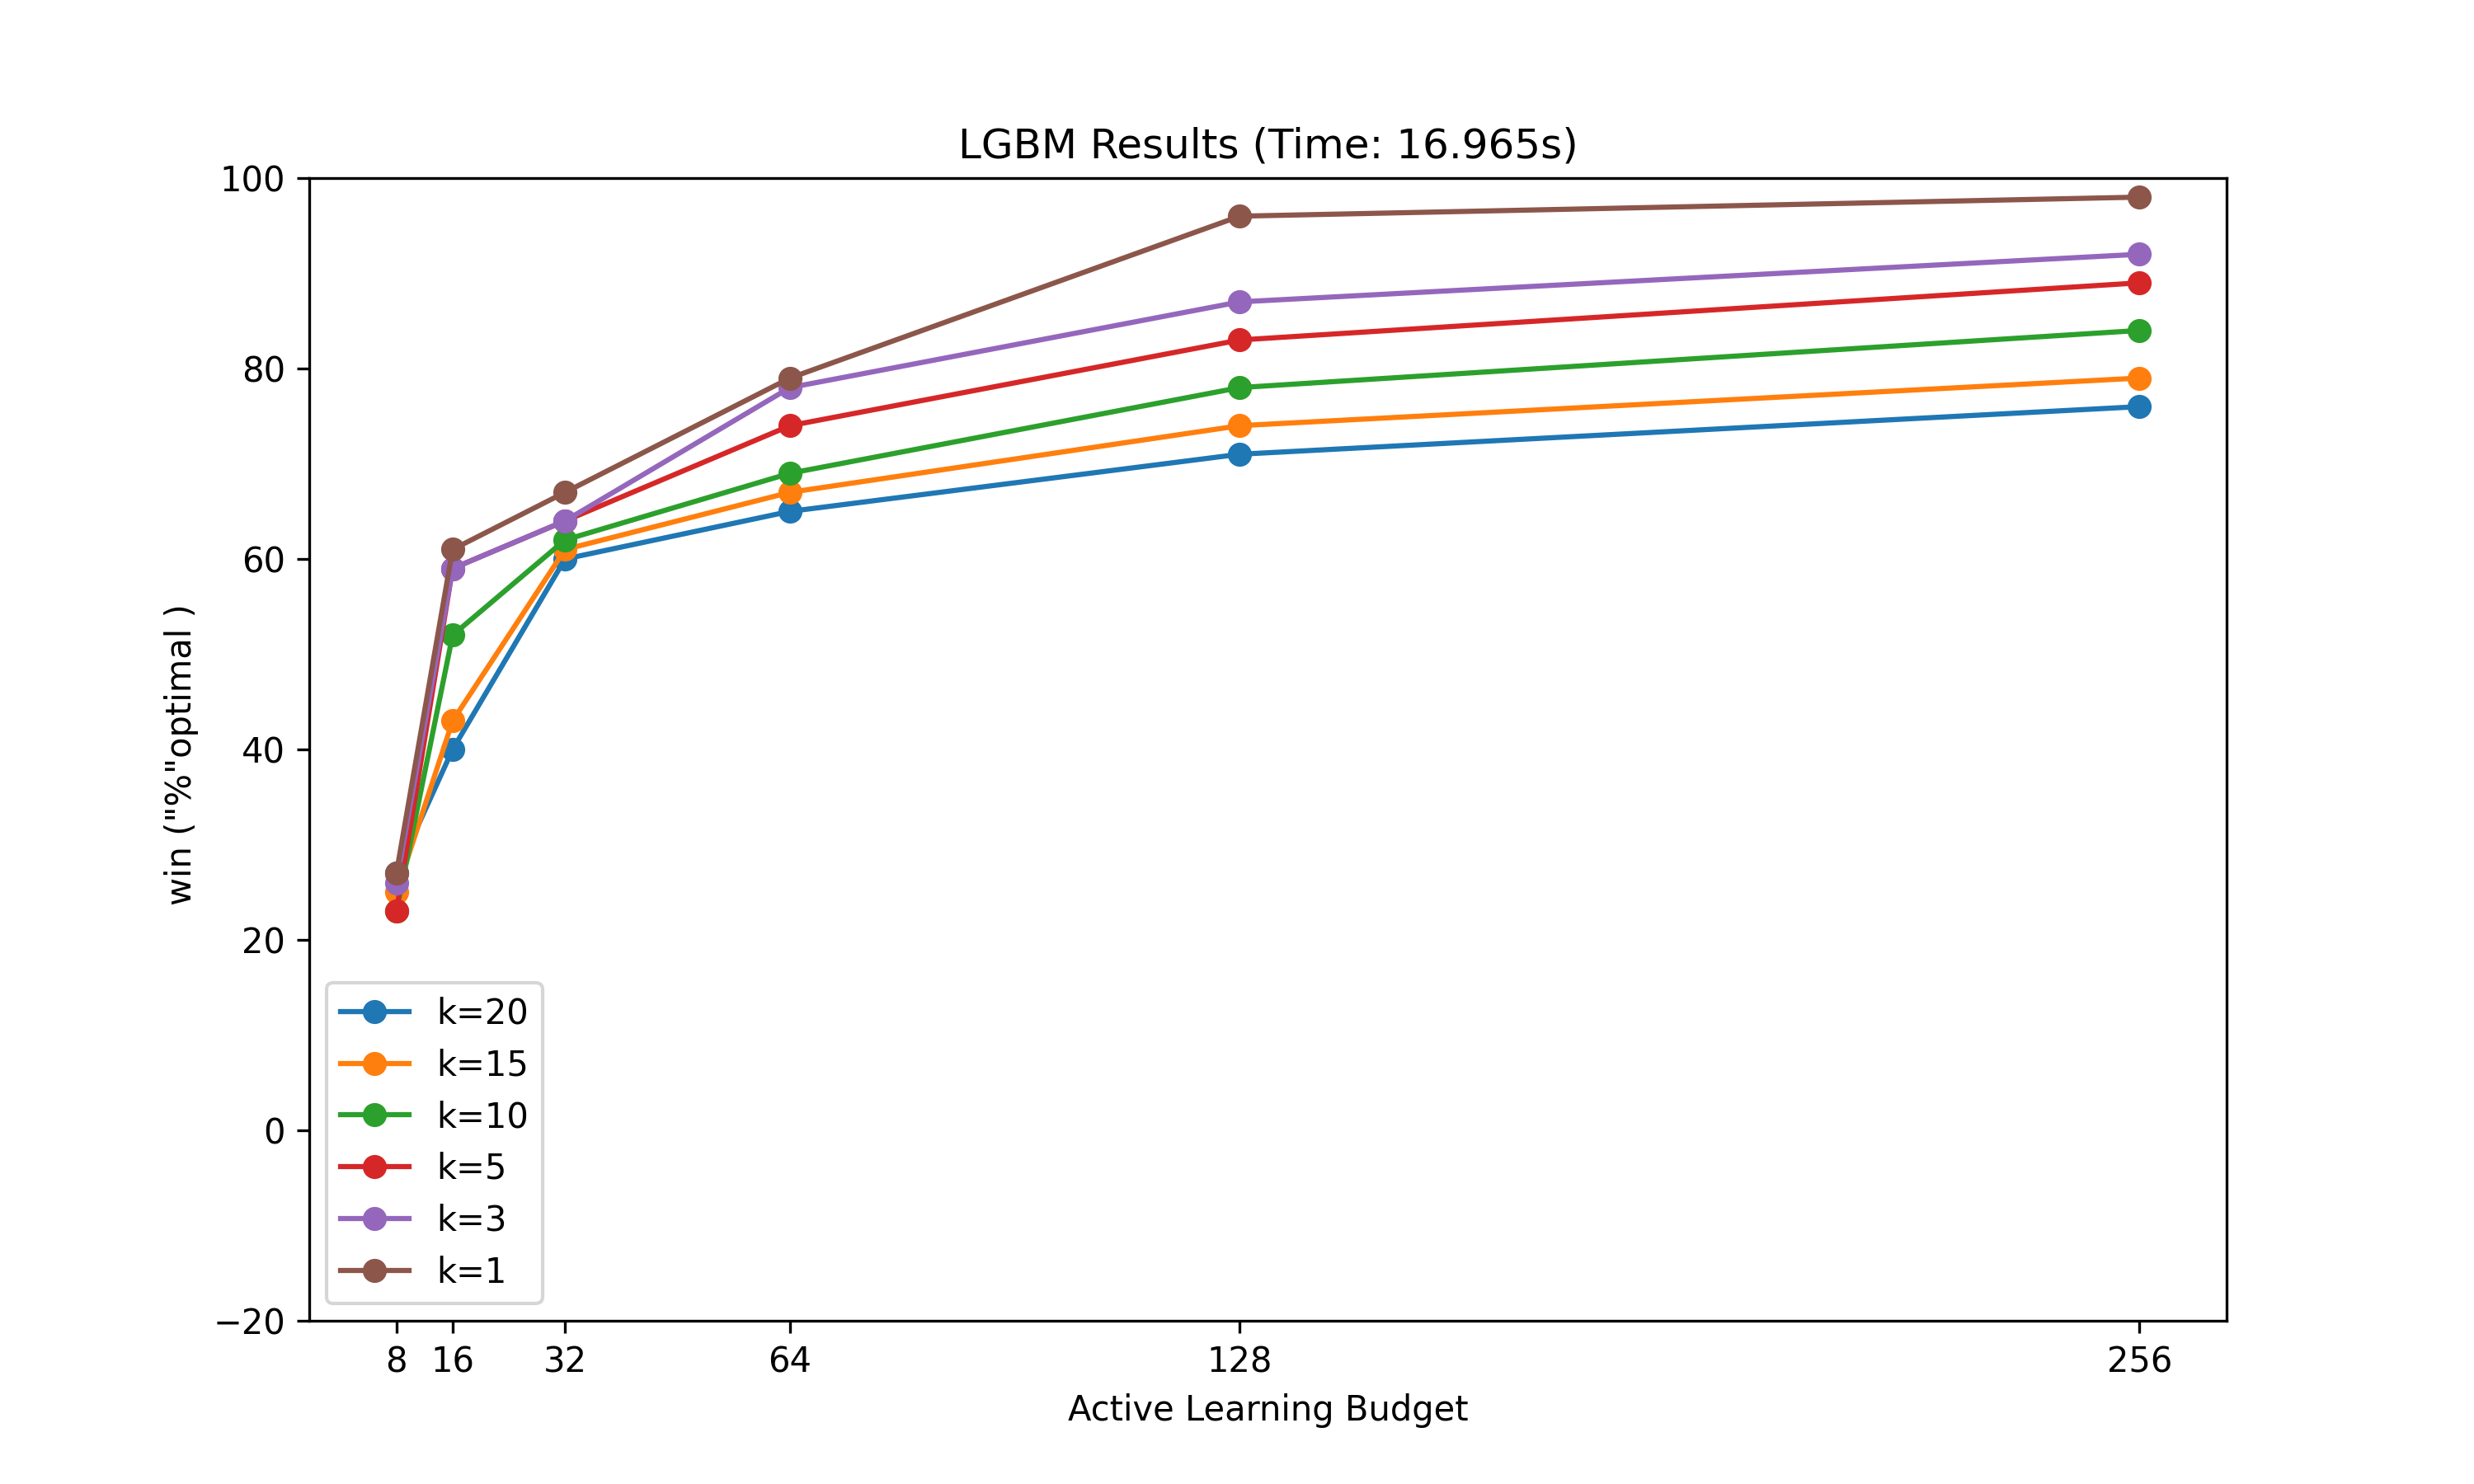 LGBM Results (Time: 16.965s)
100
80
60
40
20
0
−20
win ("%"optimal )
k=20
k=15
k=10
k=5
k=3
k=1
8 16 32 64 128 256
Active Learning Budget